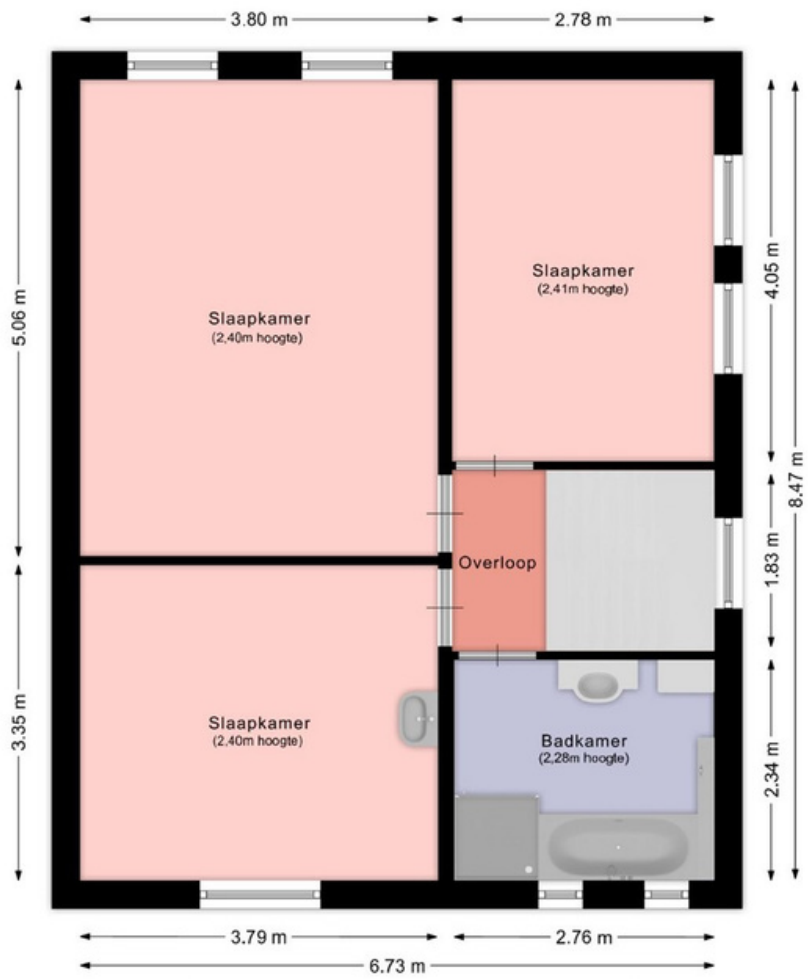 3.80 m
2.78 m
5.06 m
4.05 m
Slaapkamer
(2,41m hoogte)
Slaapkamer
(2,40m hoogte)
8.47 m
1.83 m
Overloop
3.35 m
Slaapkamer
(2,40m hoogte)
Badkamer
(2,28m hoogte)
2.34 m
3.79 m
2.76 m
6.73 m